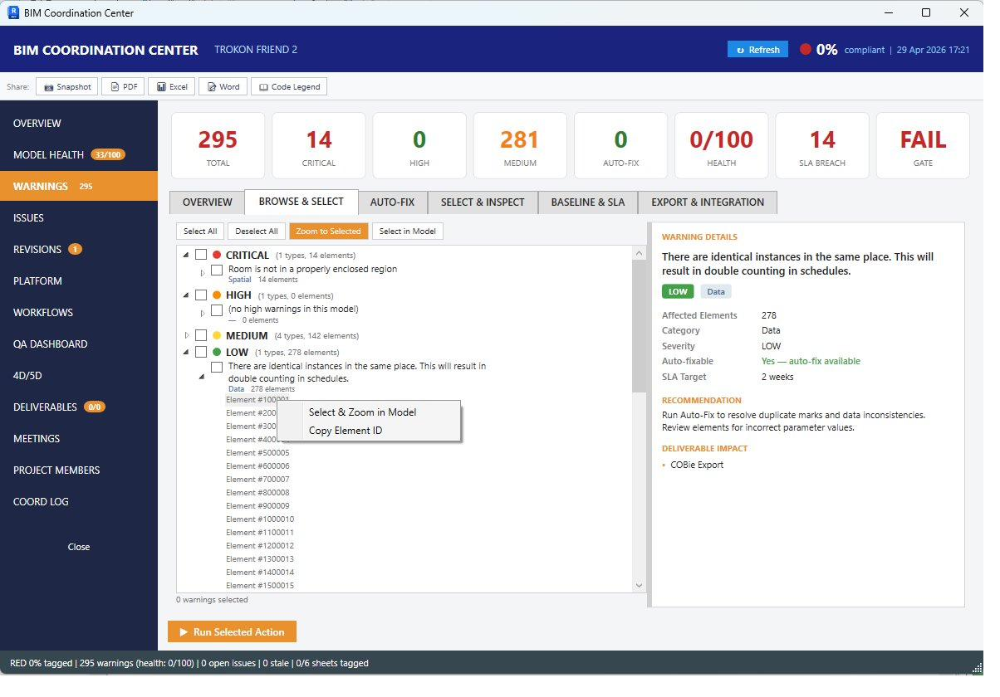 BIM Coordination Center
BIM COORDINATION CENTER TROKON FRIEND 2
Refresh 0% compliant | 29 Apr 2026 17:21
Share: Snapshot PDF Excel Word Code Legend
OVERVIEW
MODEL HEALTH 33/100
WARNINGS 295
ISSUES
REVISIONS 1
PLATFORM
WORKFLOWS
QA DASHBOARD
4D/5D
DELIVERABLES 0/0
MEETINGS
PROJECT MEMBERS
COORD LOG
Close
295 14 0 281 0 0/100 14 FAIL
TOTAL CRITICAL HIGH MEDIUM AUTO-FIX HEALTH SLA BREACH GATE
OVERVIEW BROWSE & SELECT AUTO-FIX SELECT & INSPECT BASELINE & SLA EXPORT & INTEGRATION
Select All Deselect All Zoom to Selected Select in Model
CRITICAL (1 types, 14 elements)
Room is not in a properly enclosed region
Spatial 14 elements
HIGH (1 types, 0 elements)
(no high warnings in this model)
— 0 elements
MEDIUM (4 types, 142 elements)
LOW (1 types, 278 elements)
There are identical instances in the same place. This will result in
double counting in schedules.
Data 278 elements
Element #100001
Element #200
Element #300
Element #400
Element #500005
Element #600006
Element #700007
Element #800008
Element #900009
Element #1000010
Element #1100011
Element #1200012
Element #1300013
Element #1400014
Element #1500015
Select & Zoom in Model
Copy Element ID
0 warnings selected
Run Selected Action
WARNING DETAILS
There are identical instances in the same place. This will
result in double counting in schedules.
LOW Data
Affected Elements 278
Category Data
Severity LOW
Auto-fixable Yes — auto-fix available
SLA Target 2 weeks
RECOMMENDATION
Run Auto-Fix to resolve duplicate marks and data inconsistencies.
Review elements for incorrect parameter values.
DELIVERABLE IMPACT
• COBie Export
RED 0% tagged | 295 warnings (health: 0/100) | 0 open issues | 0 stale | 0/6 sheets tagged